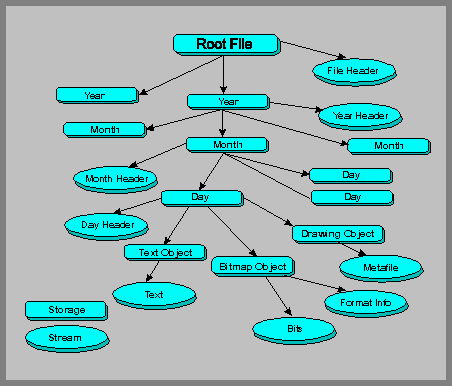 Root File
File Header
Year
Year
Year Header
Month
Month
Month
Month Header
Day
Day
Day
Day Header
Drawing Object
Text Object
Bitmap Object
Metafile
Text
Format Info
Storage
Bits
Stream